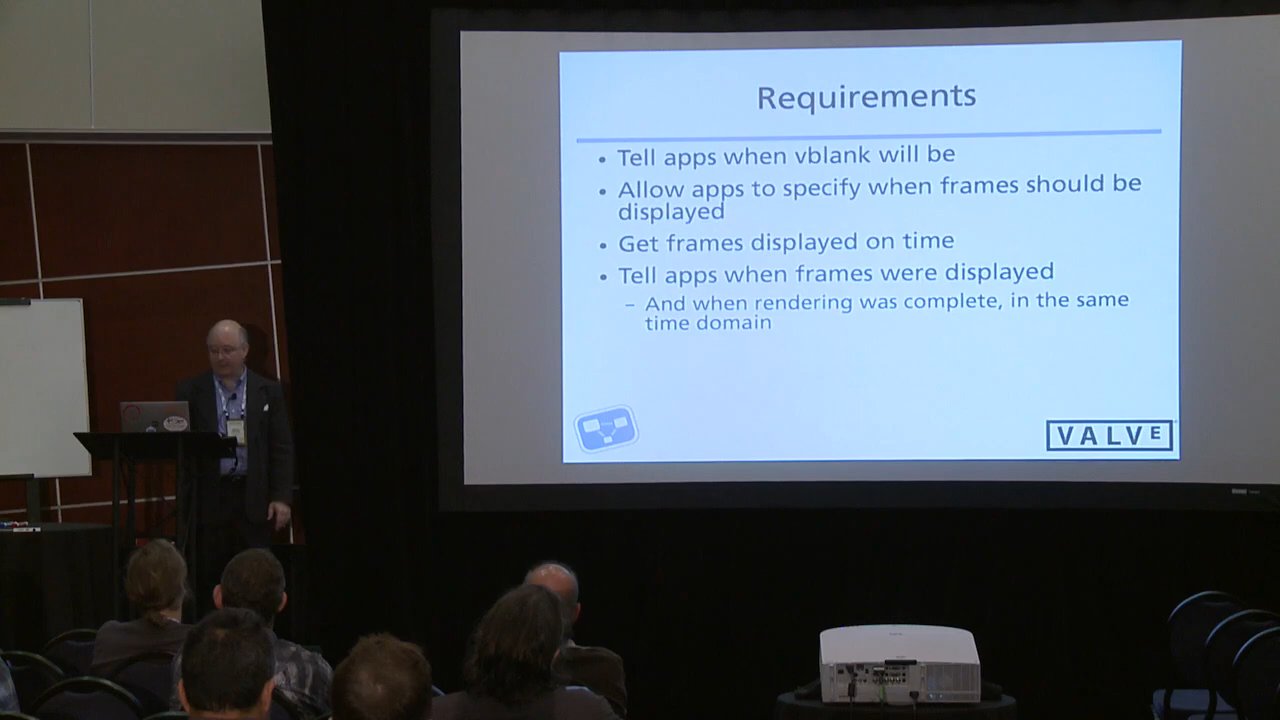 Requirements
• Tell apps when vblank will be
• Allow apps to specify when frames should be
displayed
• Get frames displayed on time
• Tell apps when frames were displayed
– And when rendering was complete, in the same
time domain
VALVE